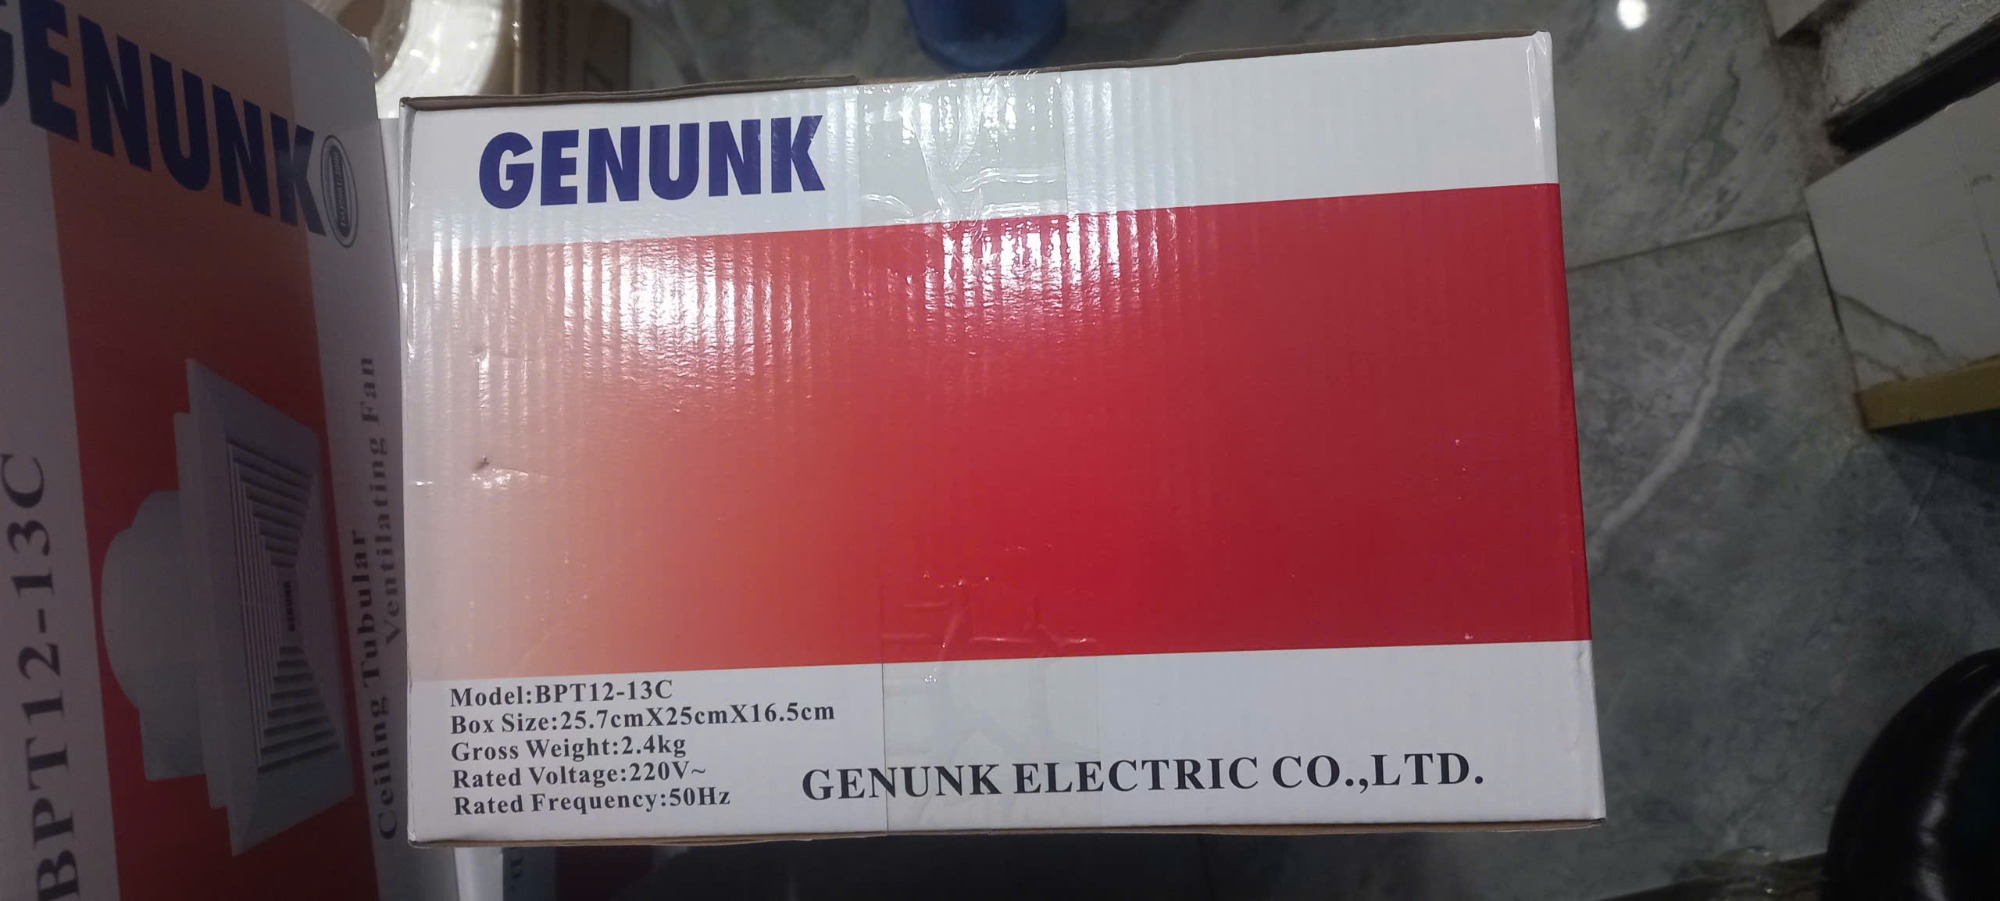 GENUNK
BPT12-13C
GENUNK
Ceiling Tubular
Ventilating Fan
GENUNK
Model:BPT12-13C
Box Size:25.7cmX25cmX16.5cm
Gross Weight:2.4kg
Rated Voltage:220V~
Rated Frequency:50Hz
GENUNK ELECTRIC CO.,LTD.